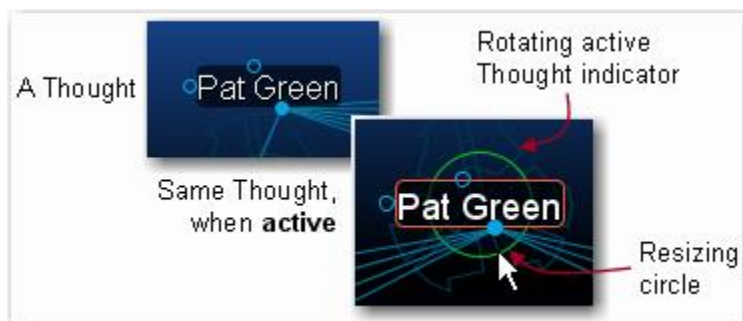 A Thought
Pat Green
Rotating active
Thought indicator
Same Thought,
when active
Pat Green
Resizing
circle